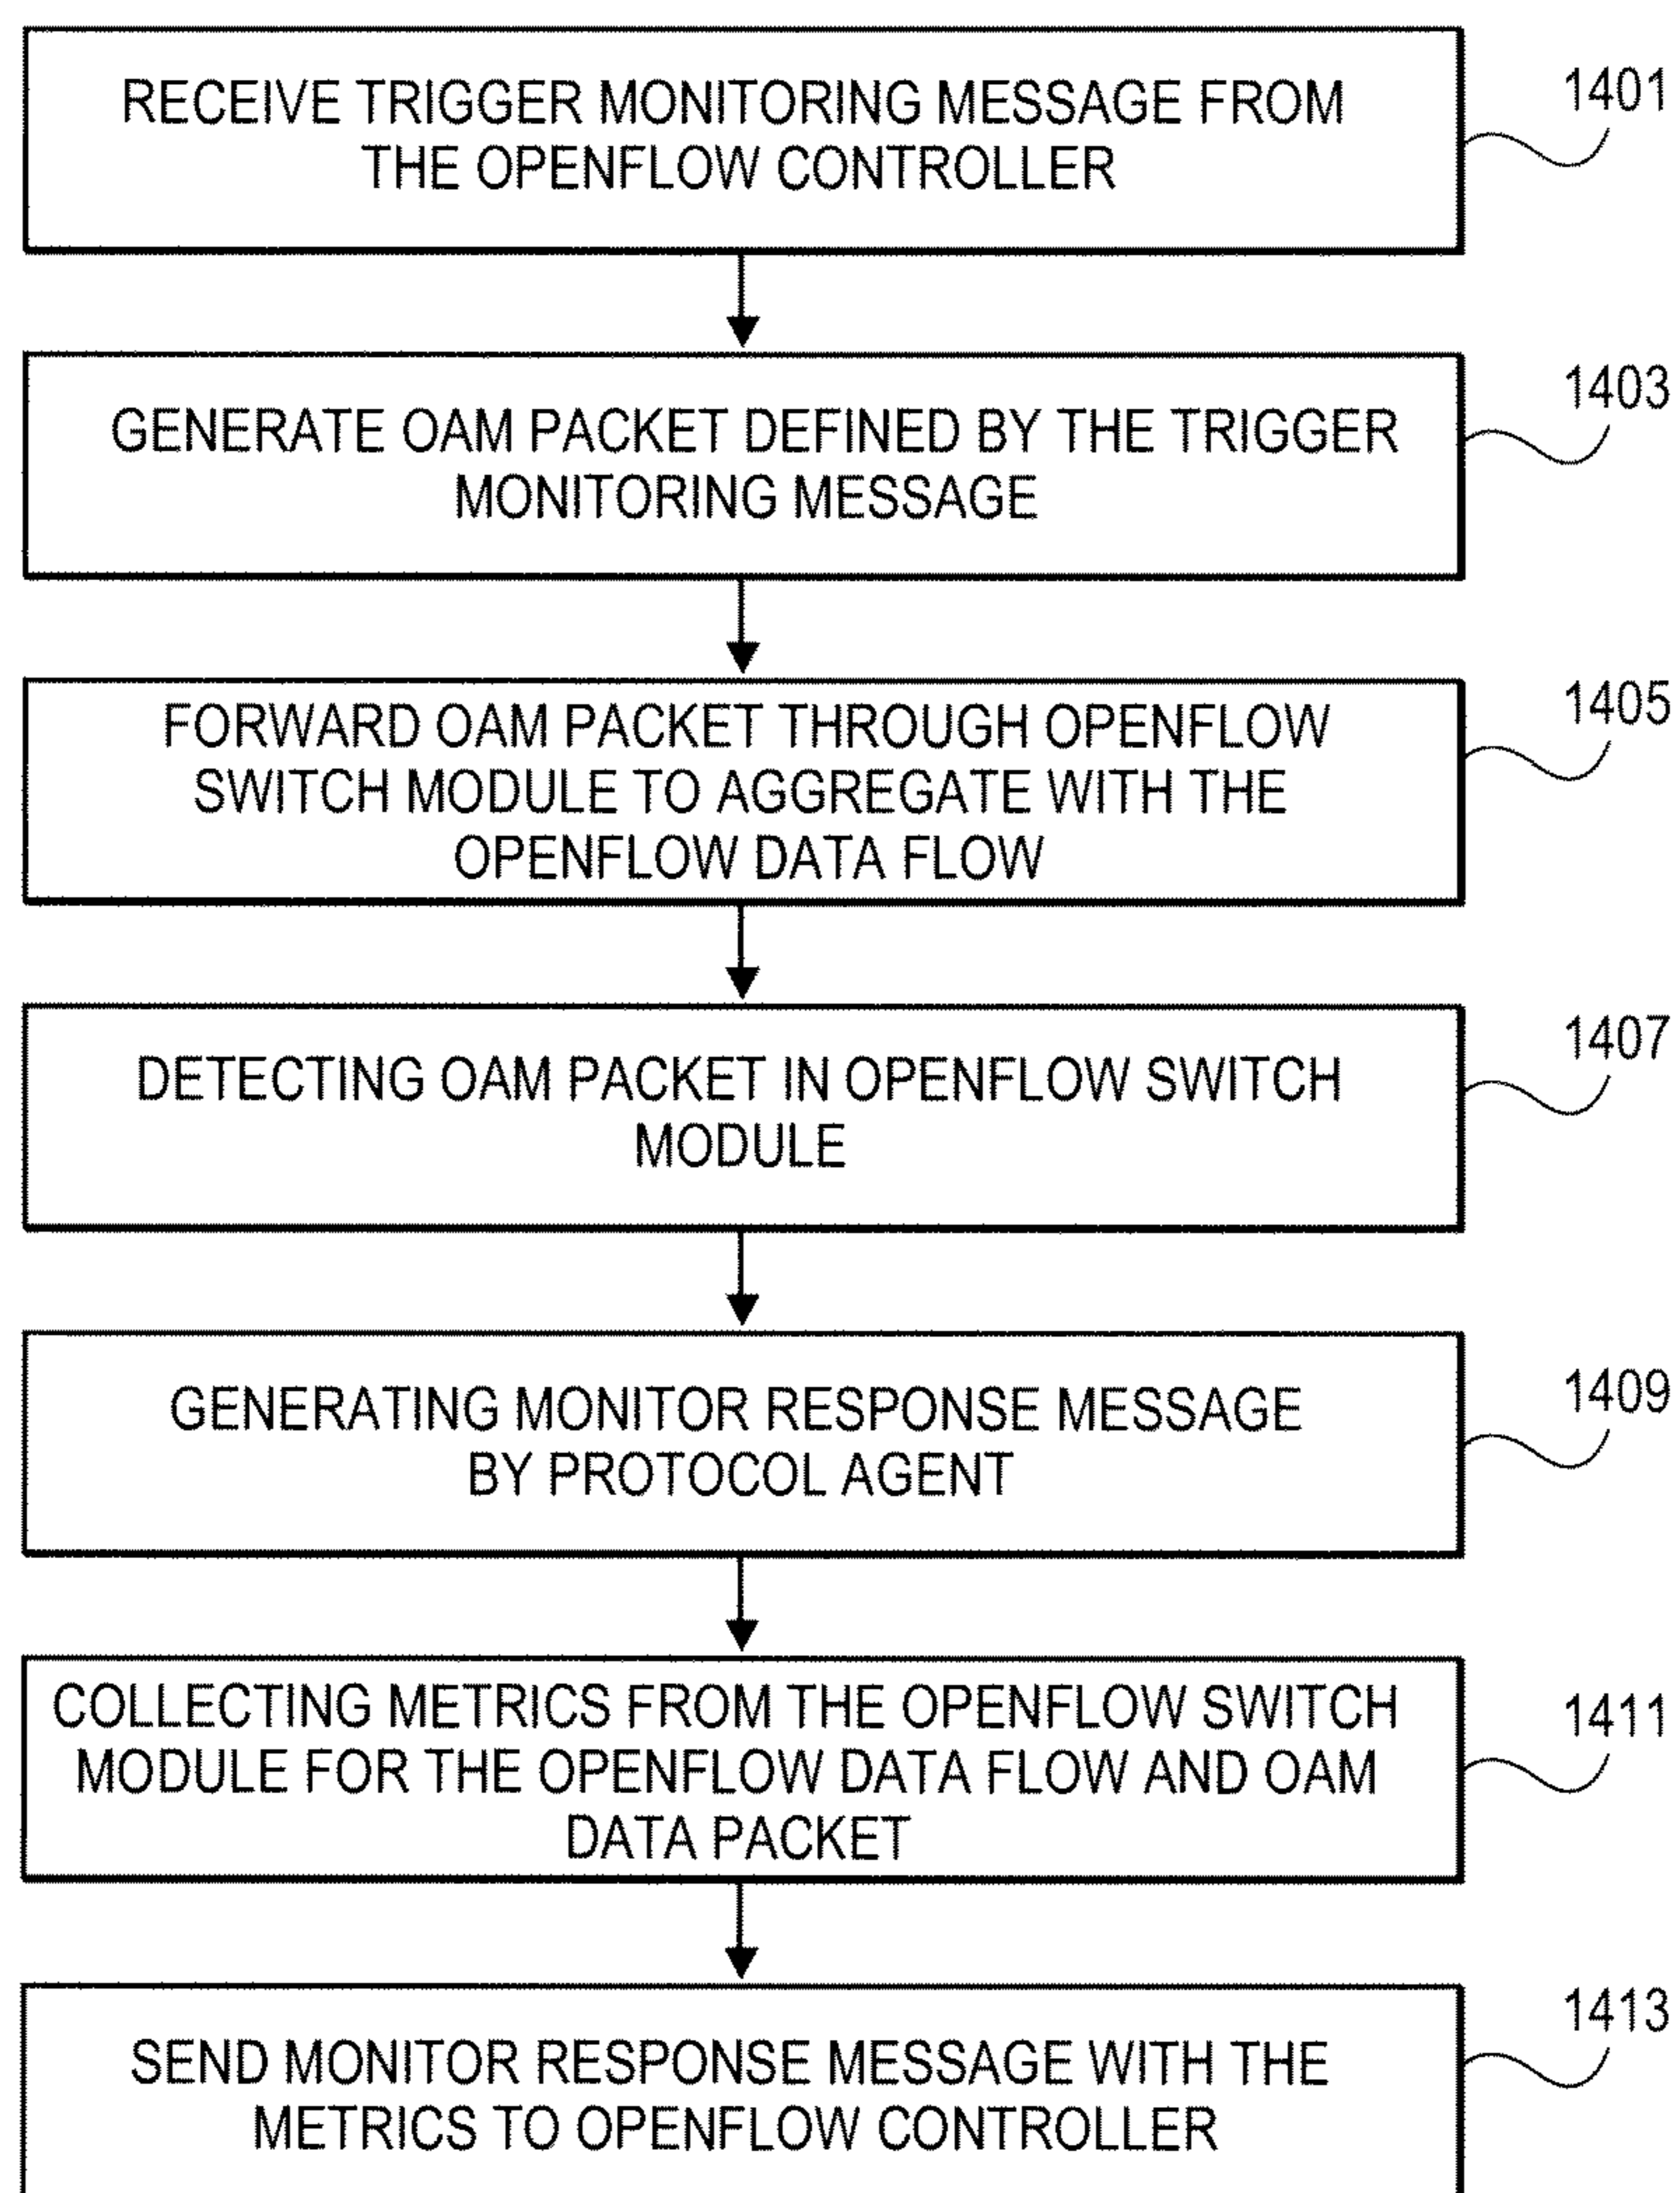 RECEIVE TRIGGER MONITORING MESSAGE FROM
THE OPENFLOW CONTROLLER
1401
GENERATE OAM PACKET DEFINED BY THE TRIGGER
MONITORING MESSAGE
1403
FORWARD OAM PACKET THROUGH OPENFLOW
SWITCH MODULE TO AGGREGATE WITH THE
OPENFLOW DATA FLOW
1405
DETECTING OAM PACKET IN OPENFLOW SWITCH
MODULE
1407
GENERATING MONITOR RESPONSE MESSAGE
BY PROTOCOL AGENT
1409
COLLECTING METRICS FROM THE OPENFLOW SWITCH
MODULE FOR THE OPENFLOW DATA FLOW AND OAM
DATA PACKET
1411
SEND MONITOR RESPONSE MESSAGE WITH THE
METRICS TO OPENFLOW CONTROLLER
1413